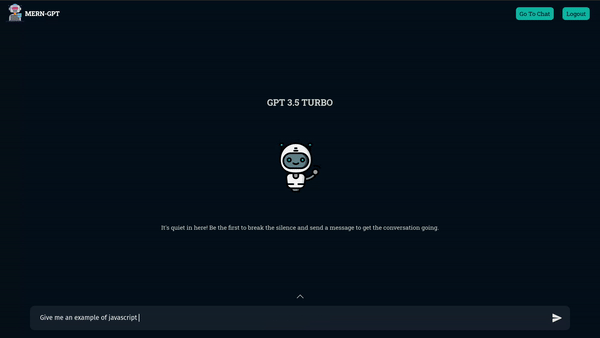 MERN-GPT
Go To Chat
Logout
GPT 3.5 TURBO
It's quiet in here! Be the first to break the silence and send a message to get the conversation going.
Give me an example of javascript